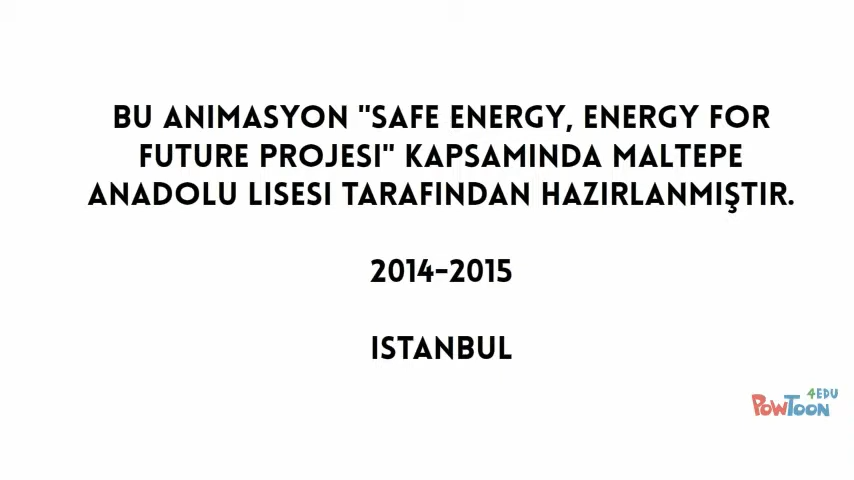 BU ANIMASYON "SAFE ENERGY, ENERGY FOR
FUTURE PROJESI" KAPSAMINDA MALTEPE
ANADOLU LISESI TARAFINDAN HAZIRLANMIŞTIR.
2014-2015
ISTANBUL
4EDU
POWTOON